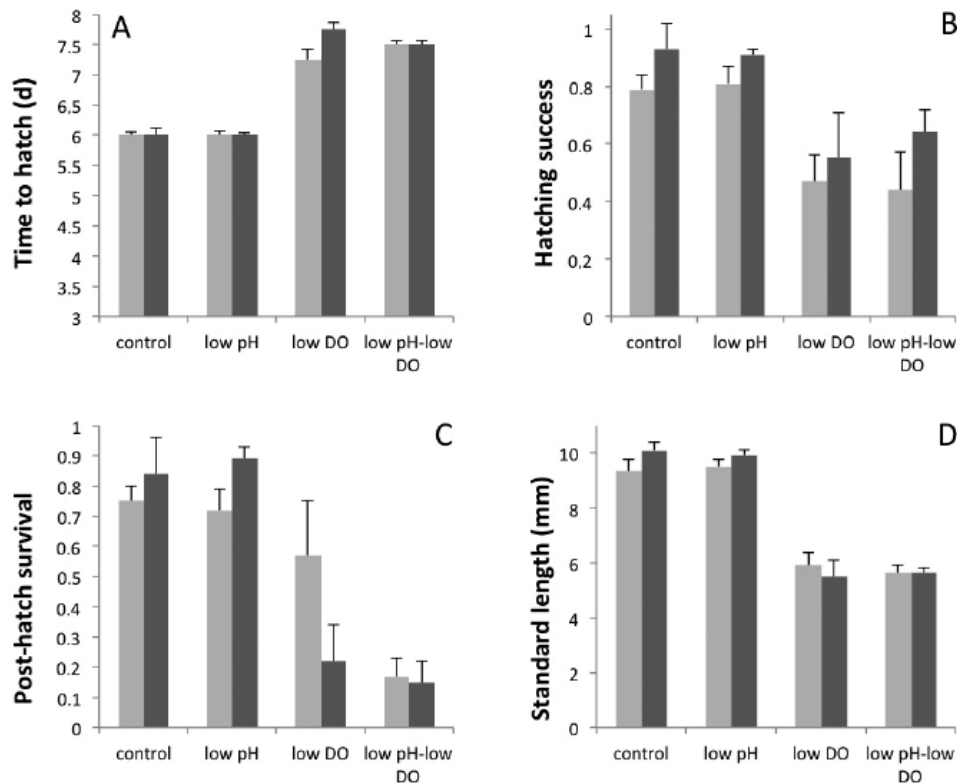 A
Time to hatch (d)
8
7.5
7
6.5
6
5.5
5
4.5
4
3.5
3
control
low pH
low DO
low pH-low
DO
B
Hatching success
1
0.8
0.6
0.4
0.2
0
control
low pH
low DO
low pH-low
DO
C
Post-hatch survival
1
0.9
0.8
0.7
0.6
0.5
0.4
0.3
0.2
0.1
0
control
low pH
low DO
low pH-low
DO
D
Standard length (mm)
10
8
6
4
2
0
control
low pH
low DO
low pH-low
DO